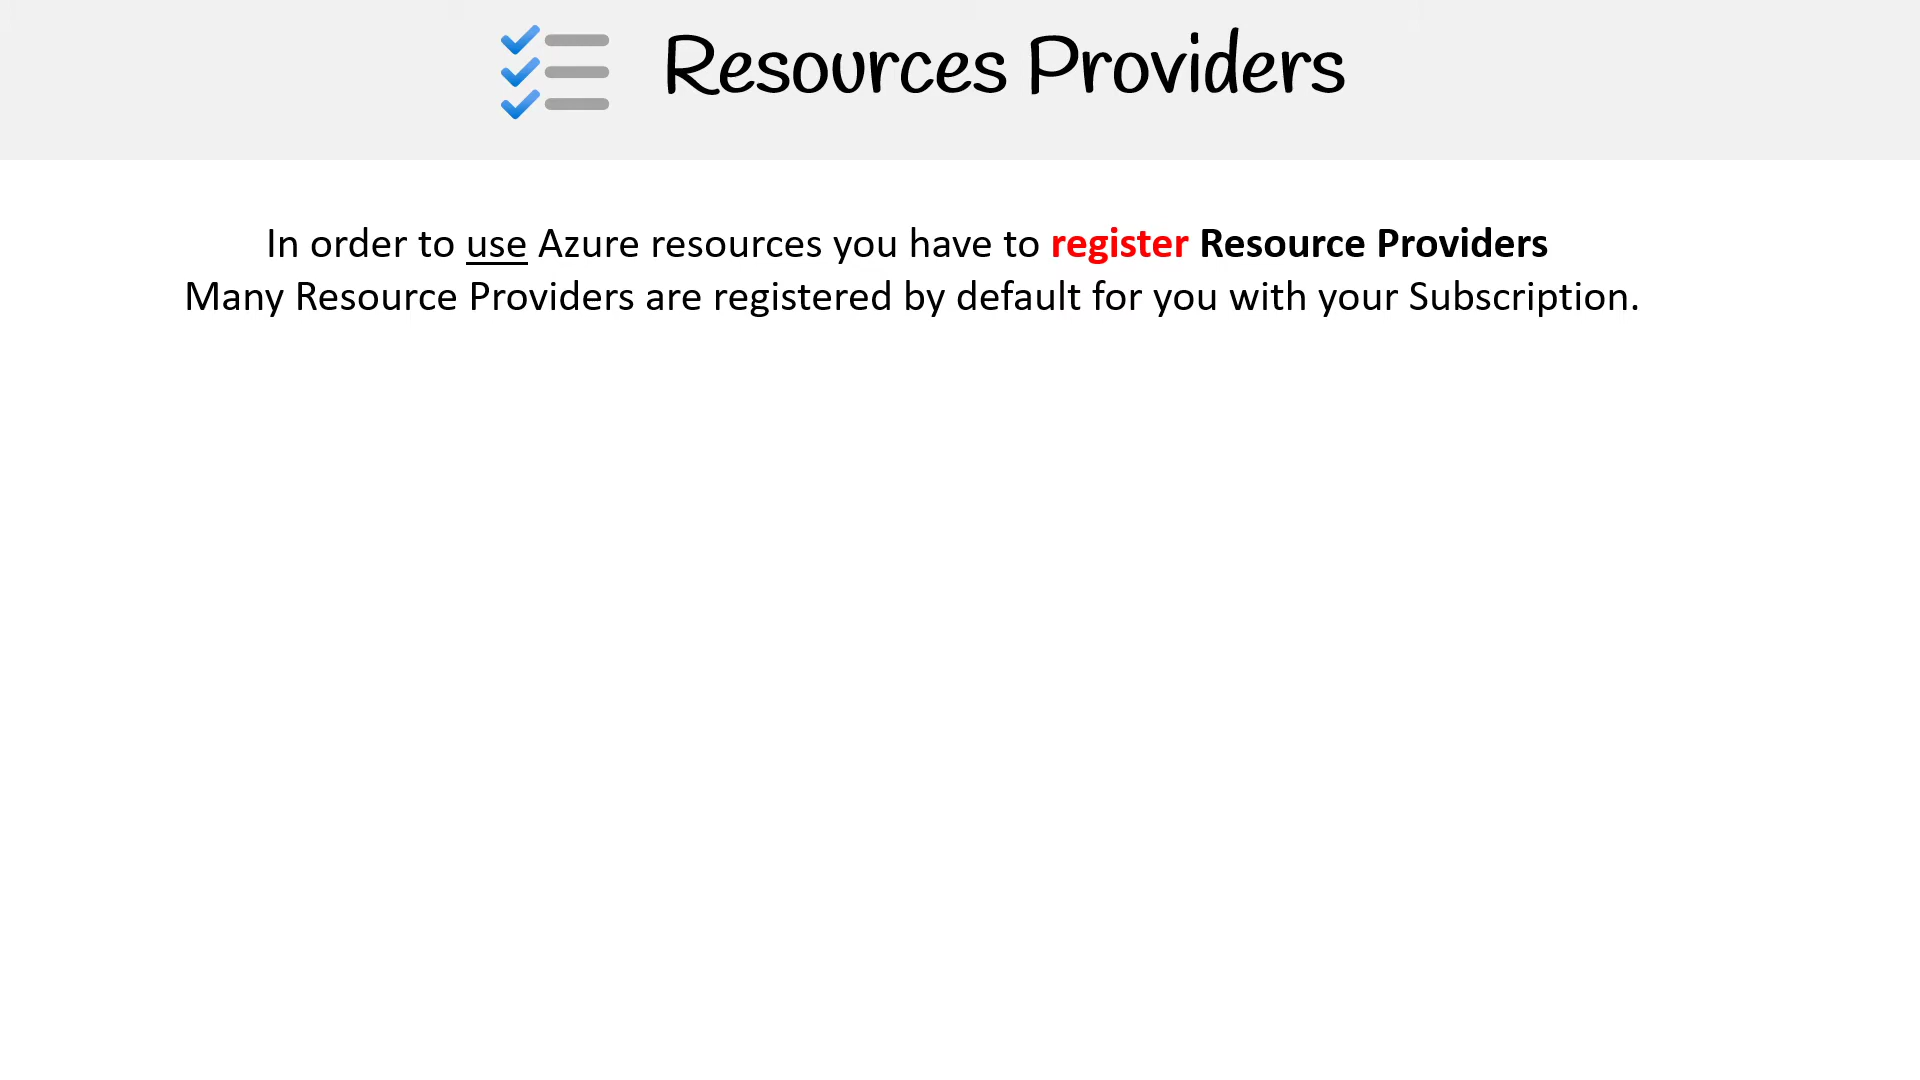 Resources Providers
In order to use Azure resources you have to register Resource Providers
Many Resource Providers are registered by default for you with your Subscription.